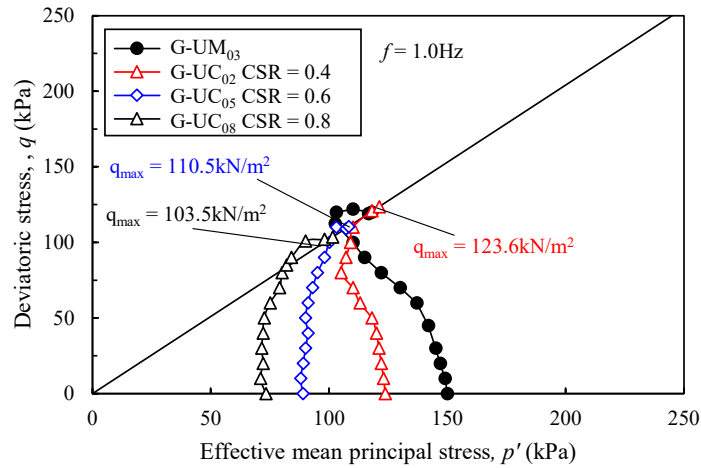 250
200
150
100
50
0
Deviatoric stress, , q (kPa)
G-UM03
G-UC02 CSR = 0.4
G-UC05 CSR = 0.6
G-UC08 CSR = 0.8
f = 1.0Hz
qmax = 110.5kN/m2
qmax = 103.5kN/m2
qmax = 123.6kN/m2
0 50 100 150 200 250
Effective mean principal stress, p' (kPa)